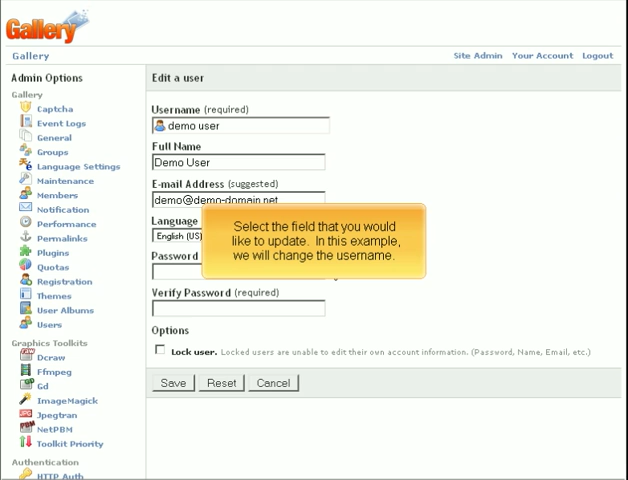 Gallery
Gallery
Site Admin Your Account Logout
Admin Options
Gallery
Captcha
Event Logs
General
Groups
Language Settings
Maintenance
Members
Notification
Performance
Permalinks
Plugins
Quotas
Registration
Themes
User Albums
Users
Graphics Toolkits
Dcraw
Ffmpeg
Gd
ImageMagick
Jpegtran
NetPBM
Toolkit Priority
Authentication
HTTP Auth
Edit a user
Username (required)
demo user
Full Name
Demo User
E-mail Address (suggested)
demo@demo-domain.net
Language
English (US)
Password
Select the field that you would
like to update. In this example,
we will change the username.
Verify Password (required)
Options
Lock user. Locked users are unable to edit their own account information. (Password, Name, Email, etc.)
Save Reset Cancel